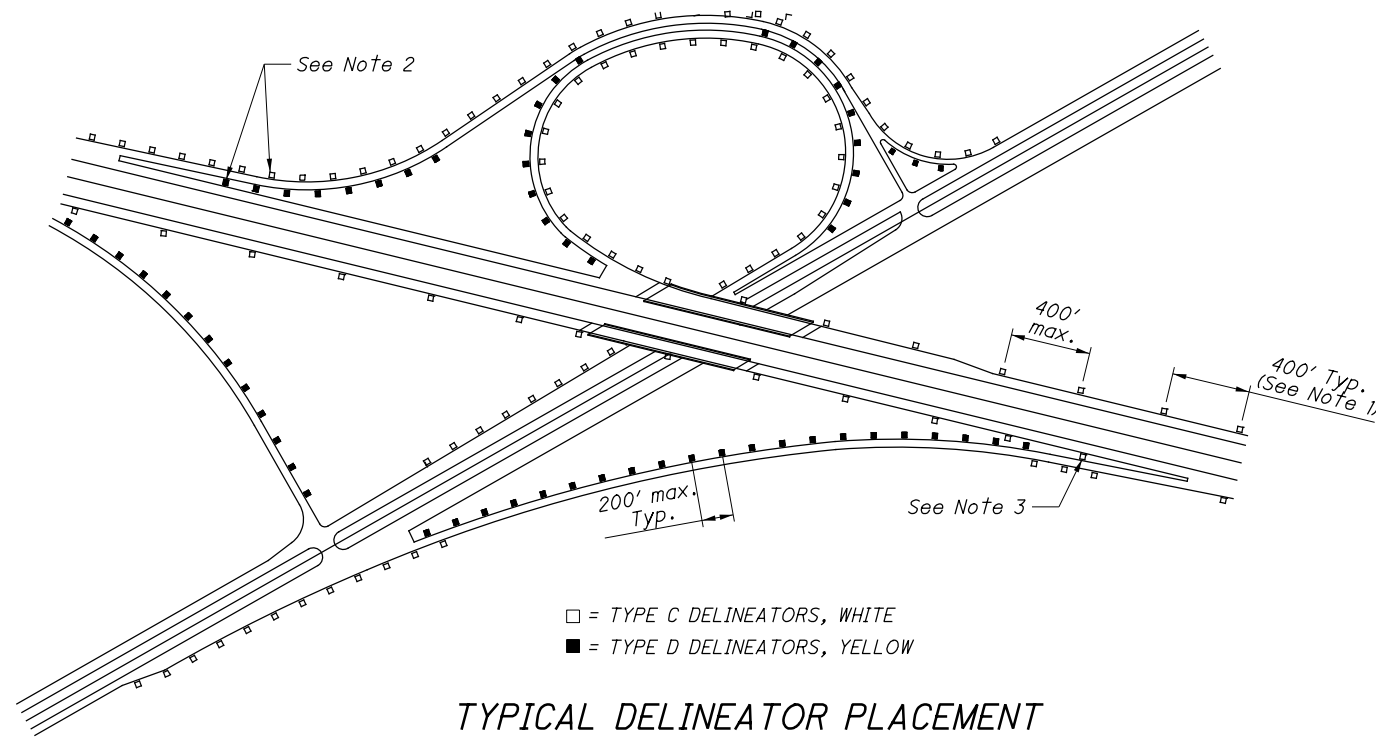 See Note 2
400'
max.
400' Typ.
(See Note 1)
See Note 3
200' max.
Typ.
□ = TYPE C DELINEATORS, WHITE
■ = TYPE D DELINEATORS, YELLOW
TYPICAL DELINEATOR PLACEMENT